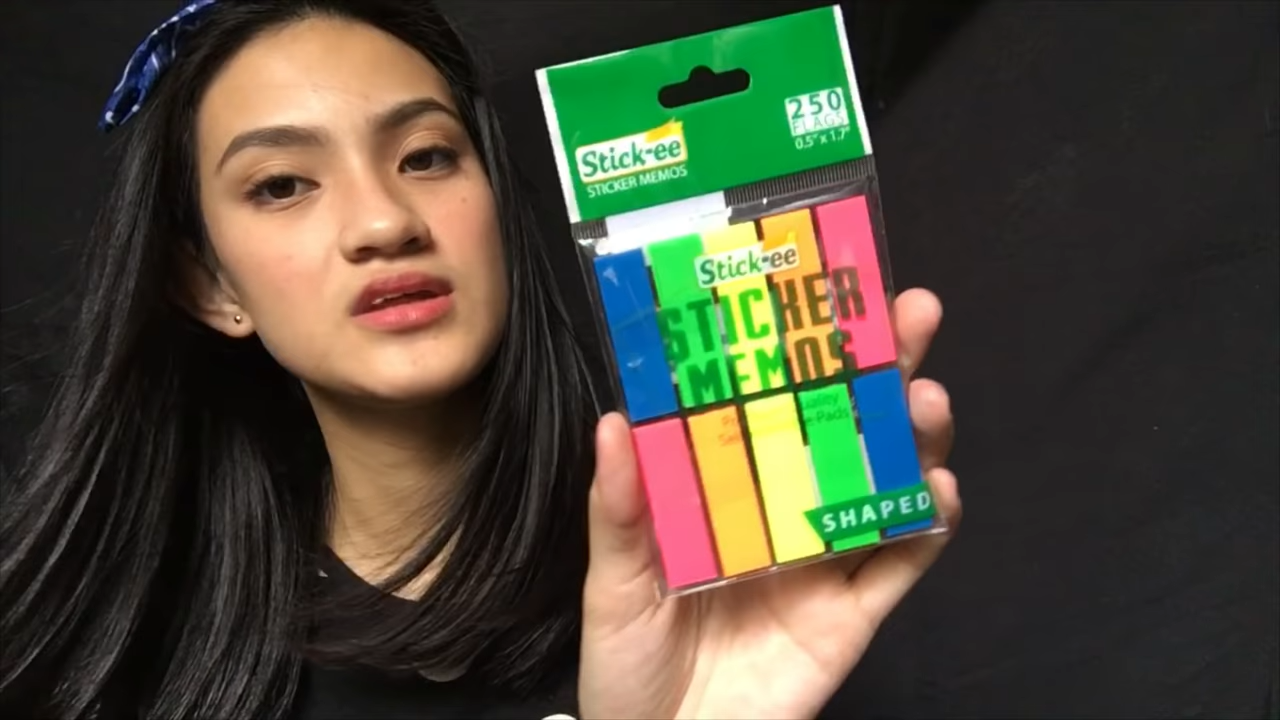 250
FLAGS
0.5" x 1.7"
Stick-ee
STICKER MEMOS
Stick-ee
STICKER
MEMOS
SHAPED